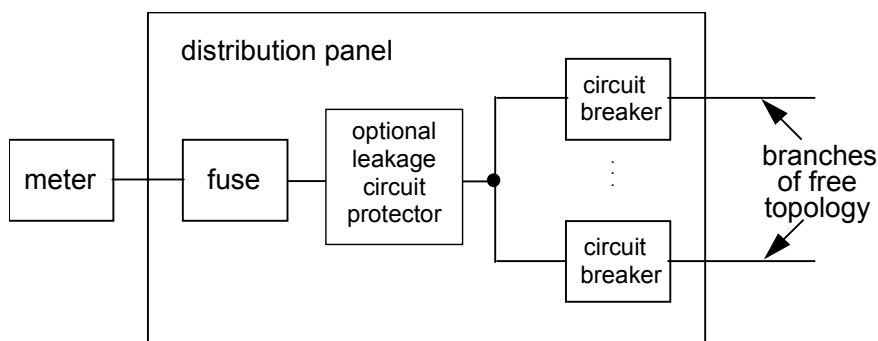 distribution panel
meter
fuse
optional
leakage
circuit
protector
circuit
breaker
circuit
breaker
branches
of free
topology